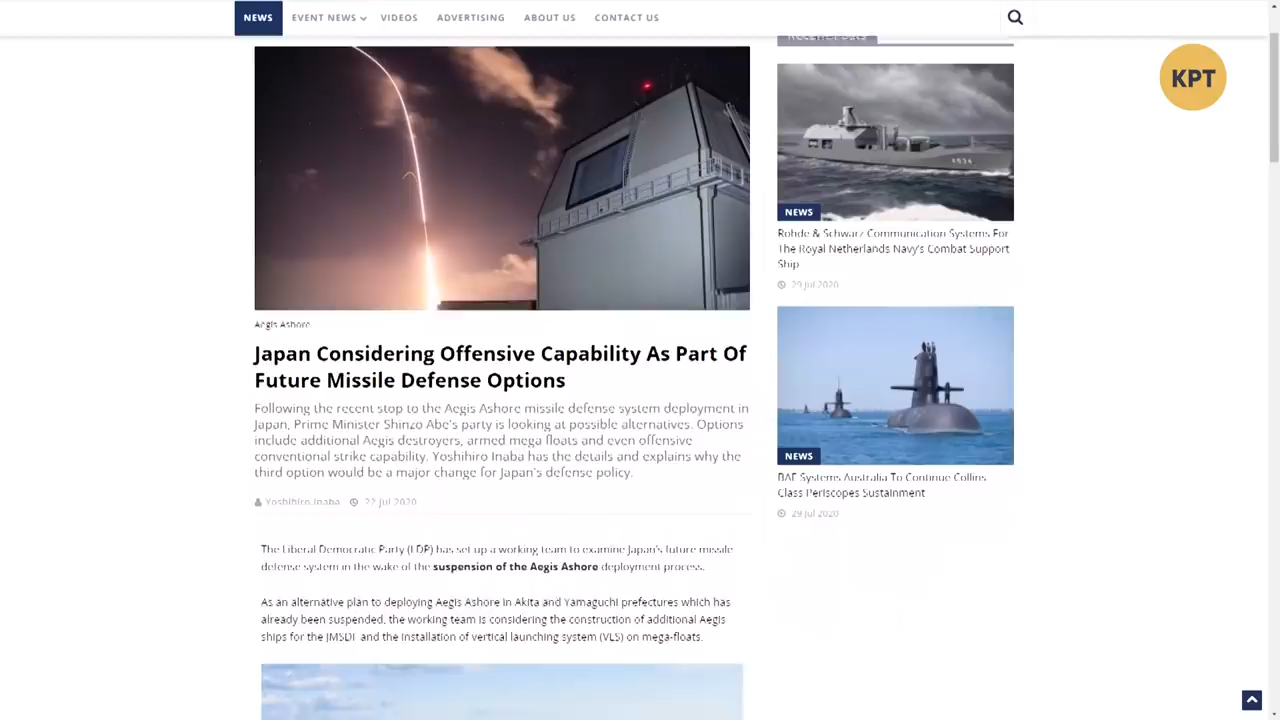 NEWS EVENT NEWS VIDEOS ADVERTISING ABOUT US CONTACT US
KPT
Aegis Ashore
Japan Considering Offensive Capability As Part Of
Future Missile Defense Options
Following the recent stop to the Aegis Ashore missile defense system deployment in
Japan, Prime Minister Shinzo Abe's party is looking at possible alternatives. Options
include additional Aegis destroyers, armed mega floats and even offensive
conventional strike capability. Yoshihiro Inaba has the details and explains why the
third option would be a major change for Japan's defense policy.
Yoshihiro Inaba 22 Jul 2020
The Liberal Democratic Party (LDP) has set up a working team to examine Japan's future missile
defense system in the wake of the suspension of the Aegis Ashore deployment process.
As an alternative plan to deploying Aegis Ashore in Akita and Yamaguchi prefectures which has
already been suspended, the working team is considering the construction of additional Aegis
ships for the JMSDF and the installation of vertical launching system (VLS) on mega-floats.
Recent Posts
A834
NEWS
Rohde & Schwarz Communication Systems For
The Royal Netherlands Navy's Combat Support
Ship
29 Jul 2020
NEWS
BAE Systems Australia To Continue Collins
Class Periscopes Sustainment
29 Jul 2020